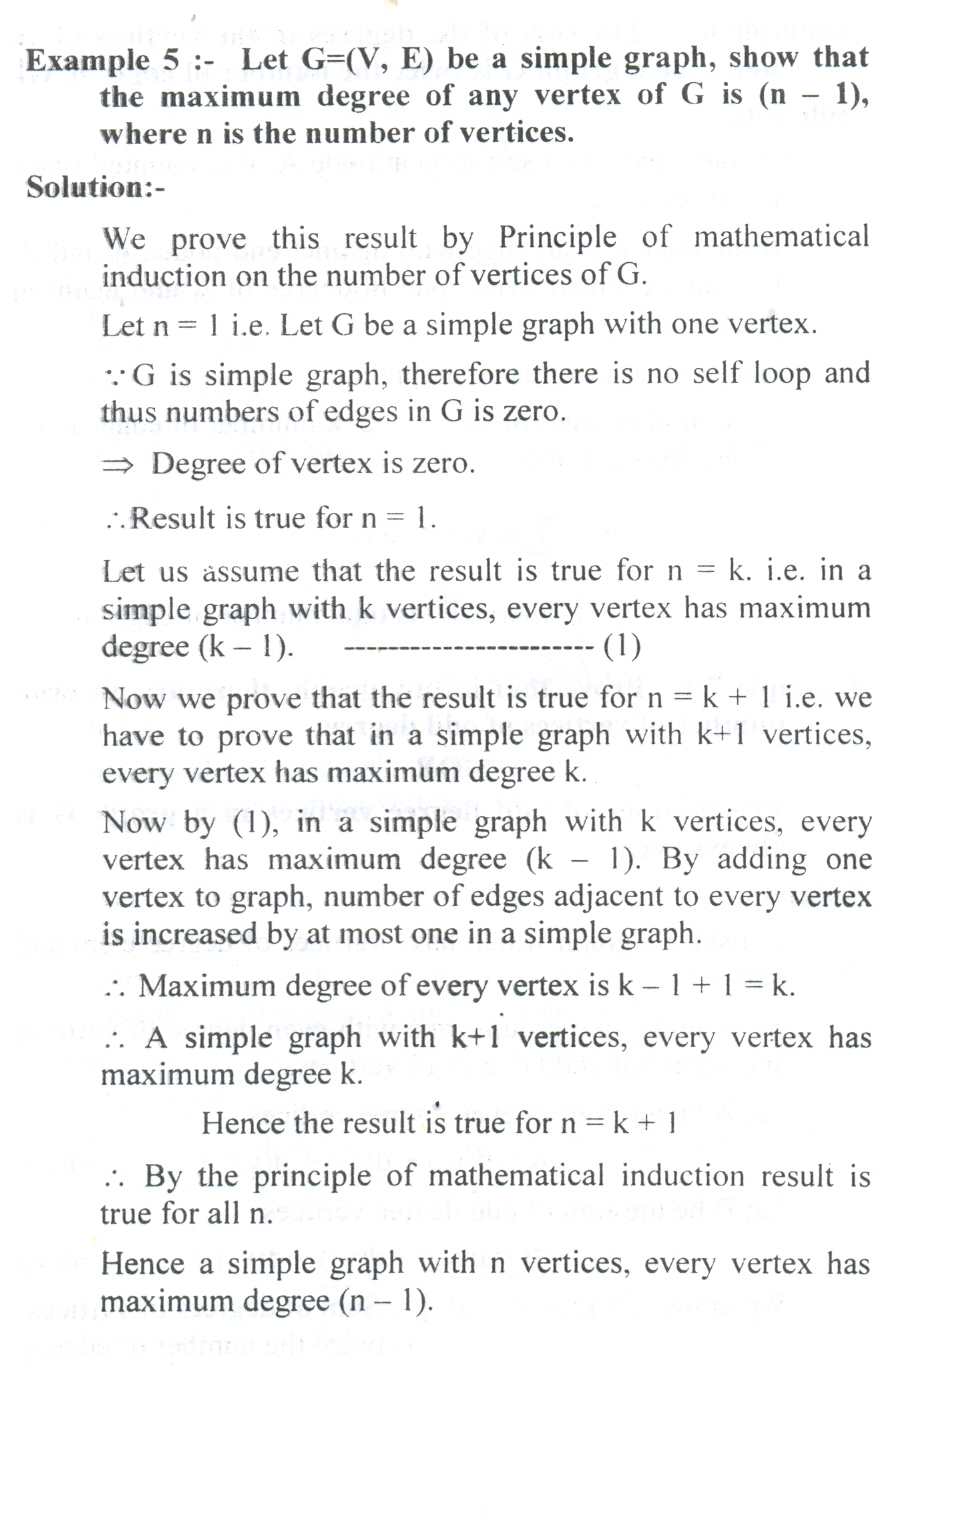 Example 5 :- Let G=(V, E) be a simple graph, show that
the maximum degree of any vertex of G is (n – 1),
where n is the number of vertices.
Solution:-
We prove this result by Principle of mathematical
induction on the number of vertices of G.
Let n = 1 i.e. Let G be a simple graph with one vertex.
∵ G is simple graph, therefore there is no self loop and
thus numbers of edges in G is zero.
⇒ Degree of vertex is zero.
∴ Result is true for n = 1.
Let us assume that the result is true for n = k. i.e. in a
simple graph with k vertices, every vertex has maximum
degree (k – 1). ------------------------- (1)
Now we prove that the result is true for n = k + 1 i.e. we
have to prove that in a simple graph with k+1 vertices,
every vertex has maximum degree k.
Now by (1), in a simple graph with k vertices, every
vertex has maximum degree (k – 1). By adding one
vertex to graph, number of edges adjacent to every vertex
is increased by at most one in a simple graph.
∴ Maximum degree of every vertex is k – 1 + 1 = k.
∴ A simple graph with k+1 vertices, every vertex has
maximum degree k.
Hence the result is true for n = k + 1
∴ By the principle of mathematical induction result is
true for all n.
Hence a simple graph with n vertices, every vertex has
maximum degree (n – 1).